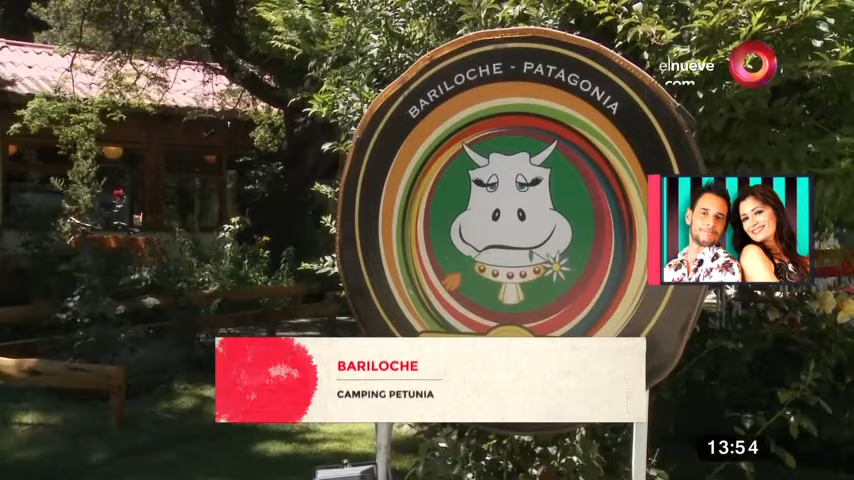 BARILOCHE - PATAGONIA
elnueve
.com
BARILOCHE
CAMPING PETUNIA
13:54